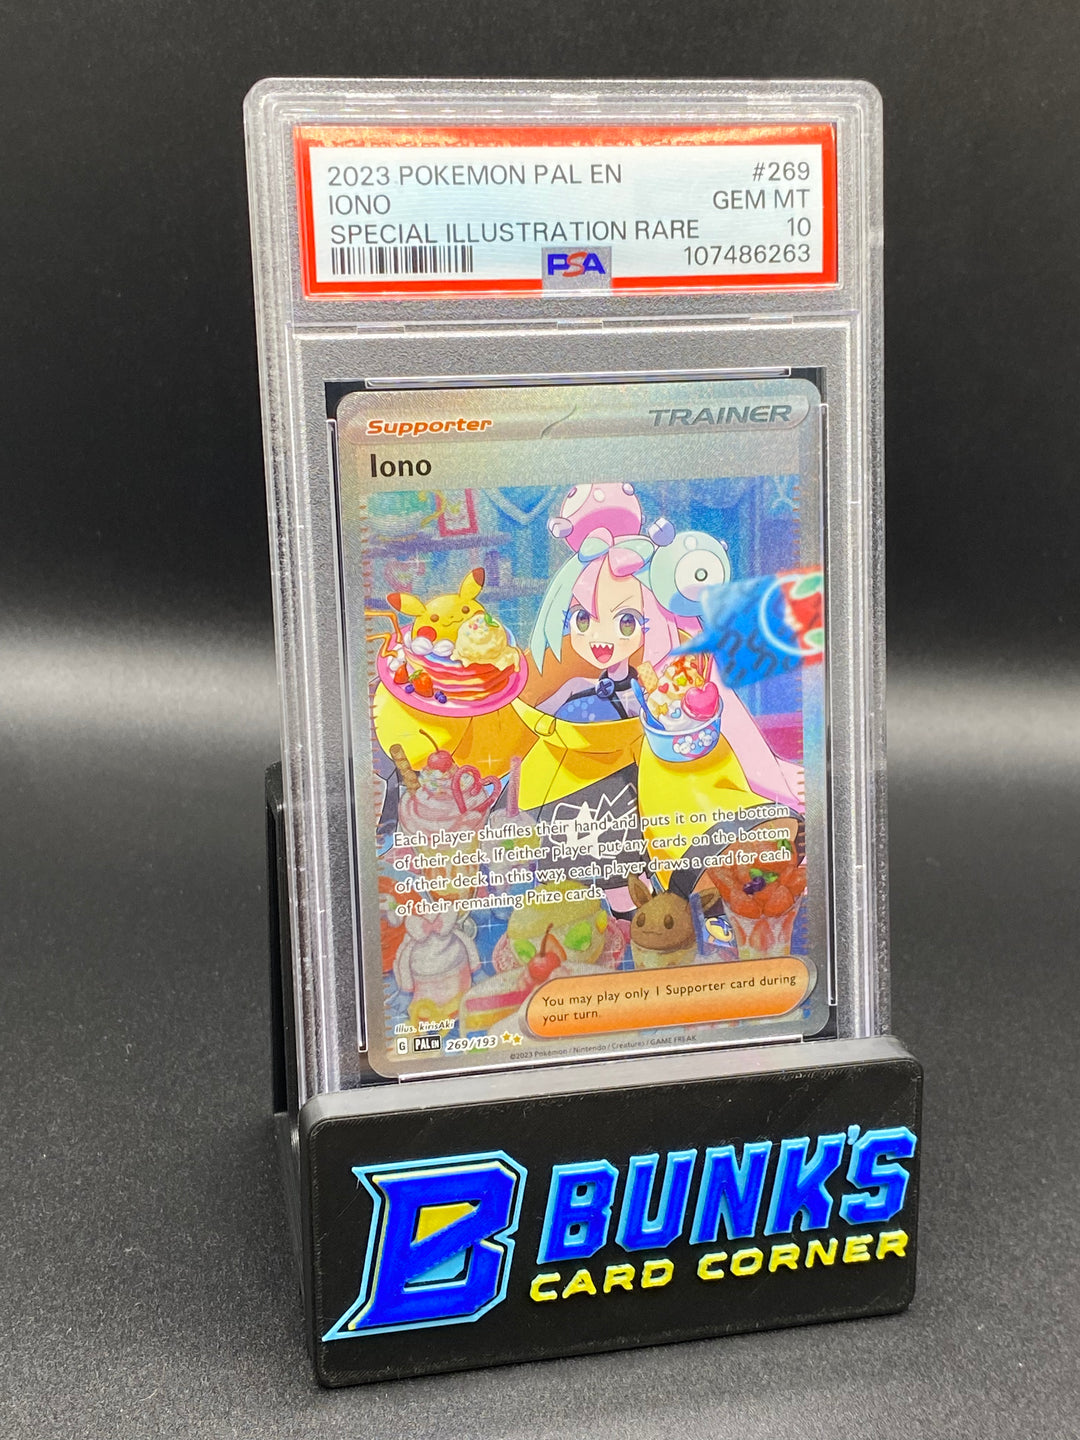 2023 POKEMON PAL EN #269
IONO GEM MT
SPECIAL ILLUSTRATION RARE 10
PSA 107486263
Supporter TRAINER
Iono
Each player shuffles their hand and puts it on the bottom
of their deck. If either player put any cards on the bottom
of their deck in this way, each player draws a card for each
of their remaining Prize cards.
You may play only 1 Supporter card during
your turn.
Illus. kirisAki
G PAL EN 269/193
©2023 Pokémon / Nintendo / Creatures / GAME FREAK
B BUNK'S
CARD CORNER